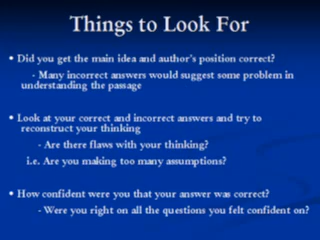 Things to Look For
• Did you get the main idea and author's position correct?
- Many incorrect answers would suggest some problem in
understanding the passage
• Look at your correct and incorrect answers and try to
reconstruct your thinking
- Are there flaws with your thinking?
i.e. Are you making too many assumptions?
• How confident were you that your answer was correct?
- Were you right on all the questions you felt confident on?